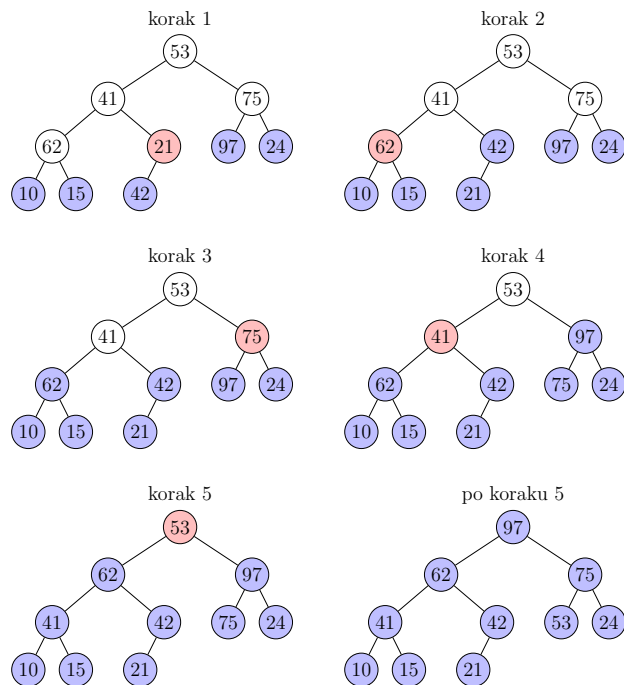 korak 1
53
41 75
62 21 97 24
10 15 42
korak 2
53
41 75
62 42 97 24
10 15 21
korak 3
53
41 75
62 42 97 24
10 15 21
korak 4
53
41 97
62 42 75 24
10 15 21
korak 5
53
62 97
41 42 75 24
10 15 21
po koraku 5
97
62 75
41 42 53 24
10 15 21